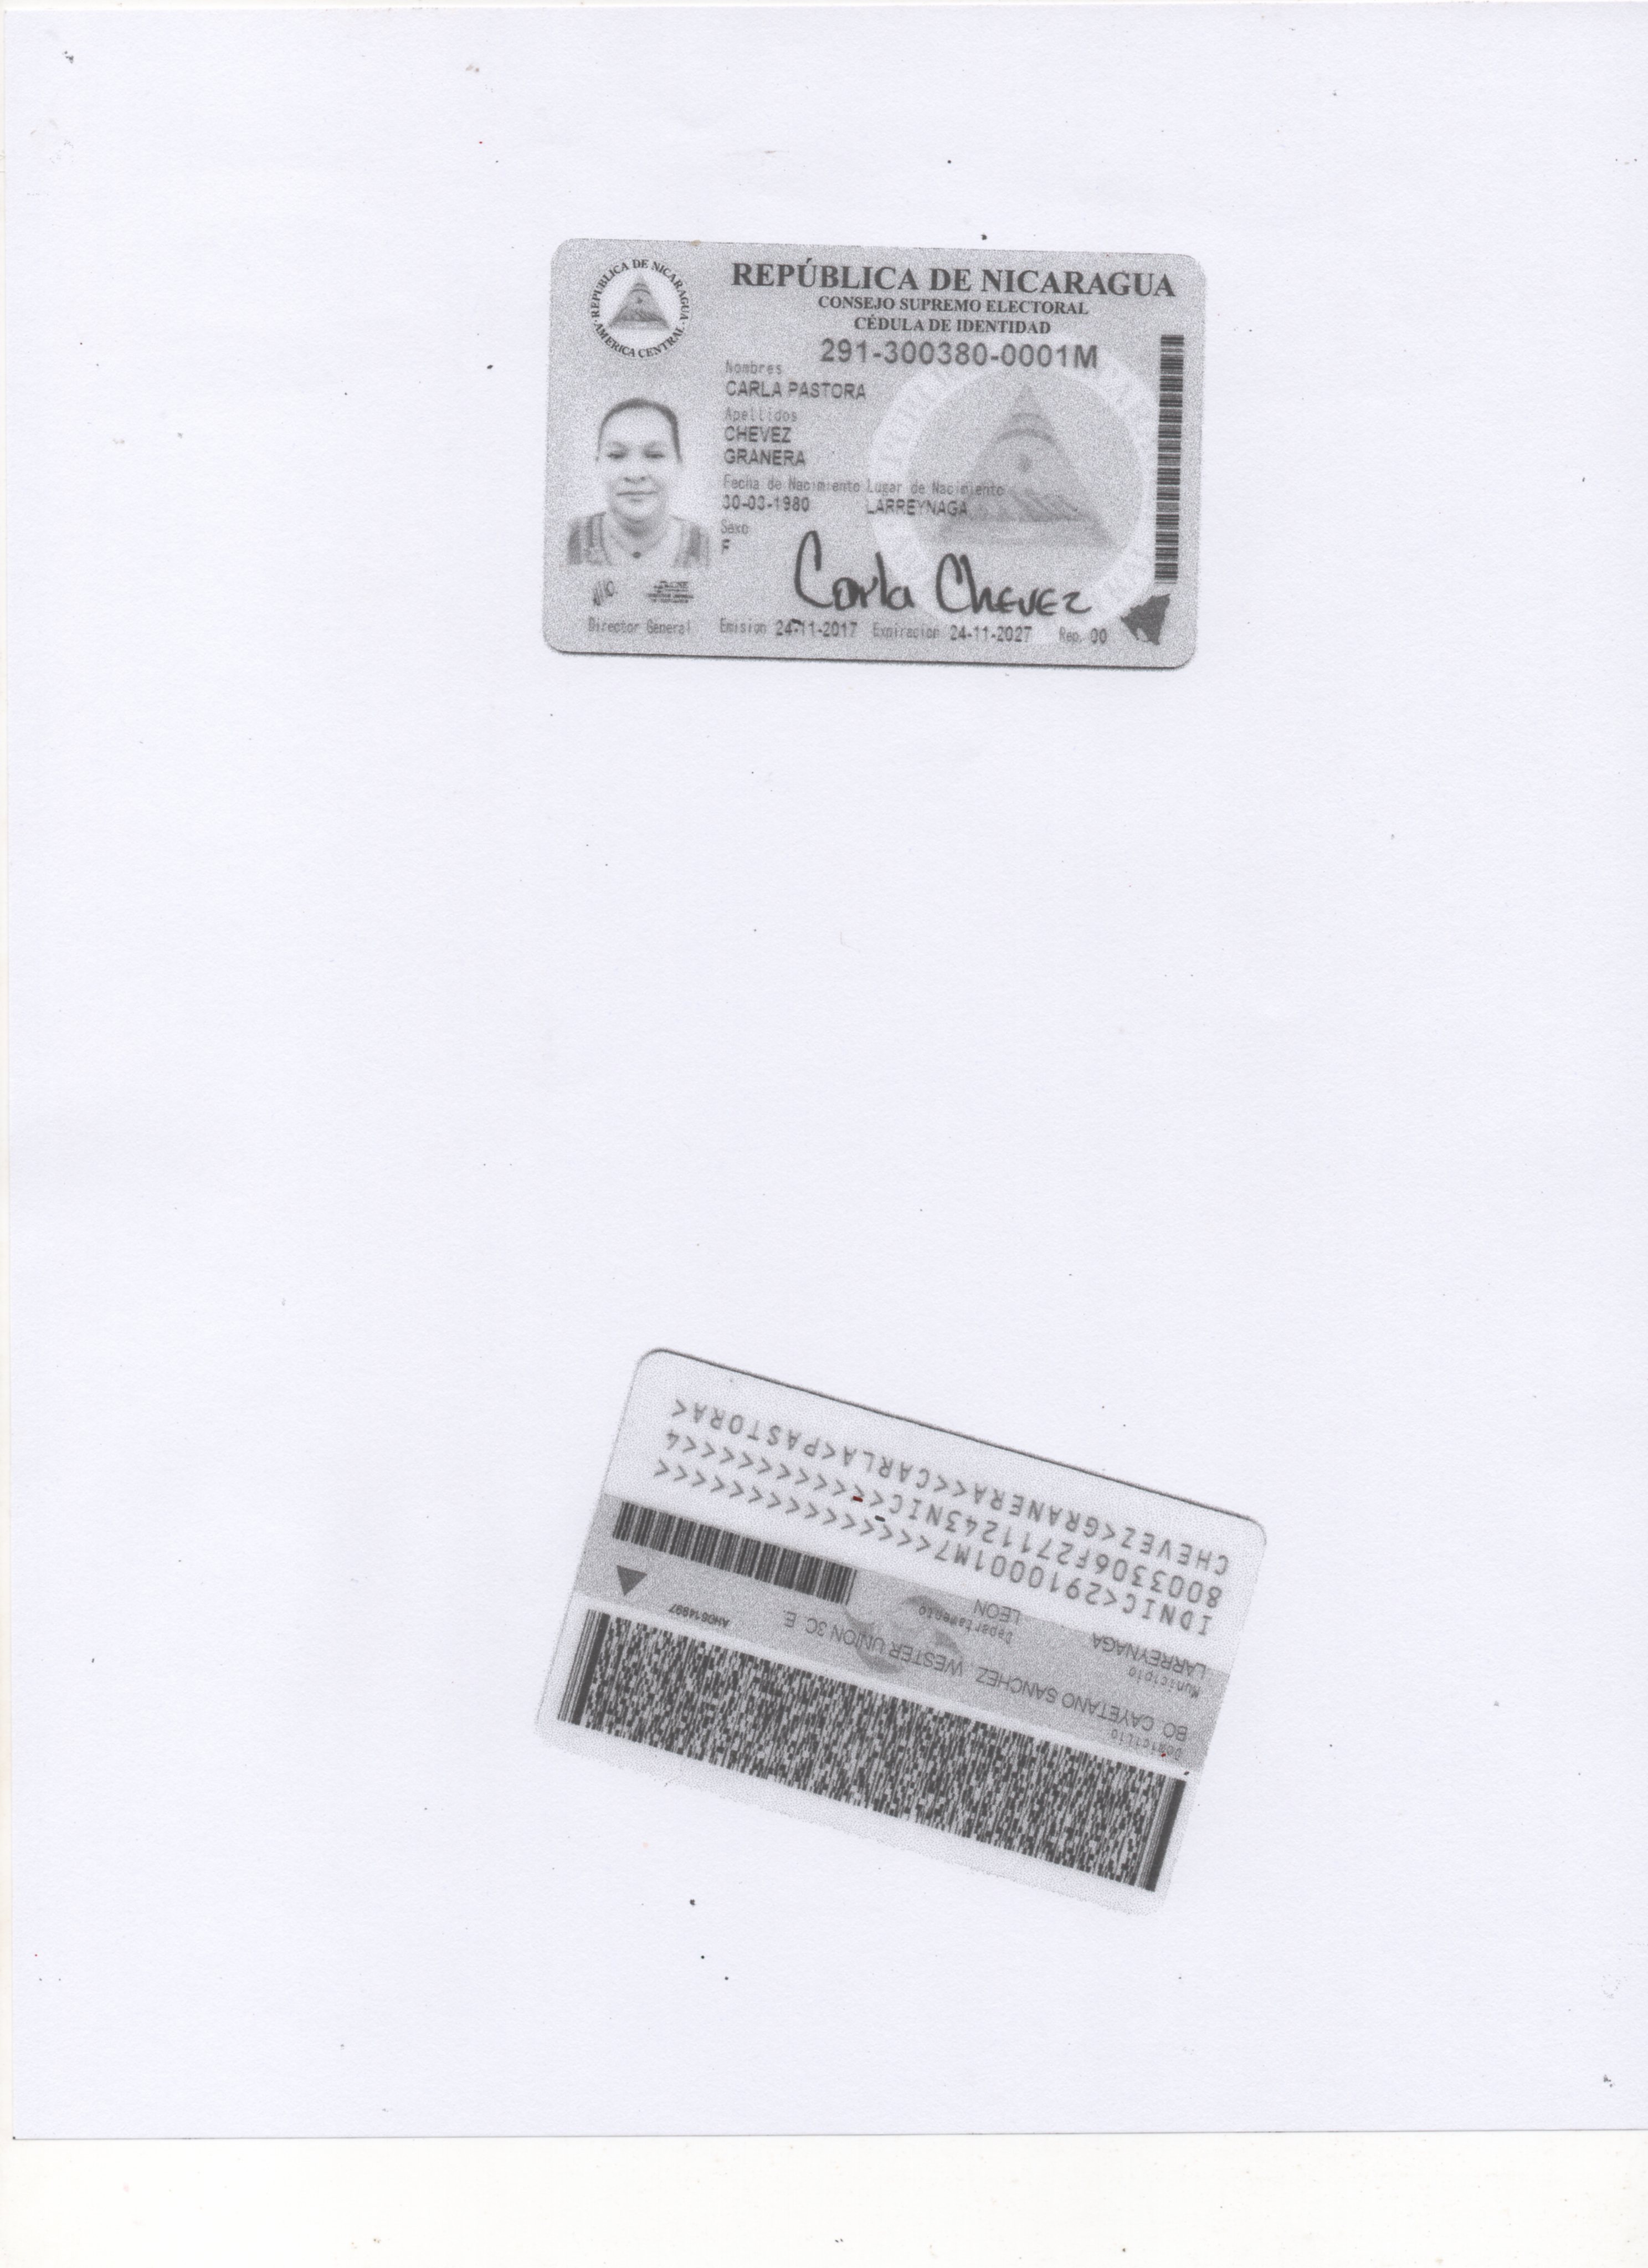 REPÚBLICA DE NICARAGUA
AMERICA CENTRAL
REPÚBLICA DE NICARAGUA
CONSEJO SUPREMO ELECTORAL
CÉDULA DE IDENTIDAD
291-300380-0001M
Nombres
CARLA PASTORA
Apellidos
CHEVEZ
GRANERA
Fecha de Nacimiento Lugar de Nacimiento
30-03-1980 LARREYNAGA
Sexo
F
Carla Chevez
Director General Emision 24-11-2017 Expiracion 24-11-2027 Rep. 00
Domicilio
BO. CAYETANO SANCHEZ, WESTER UNION 3C. E.
Municipio Departamento
LARREYNAGA LEON
IDNIC<2910001M7<<<<<<<<<<<<<<<
8003306F2711243NIC<<<<<<<<<<<4
CHEVEZ<GRANERA<<CARLA<PASTORA<